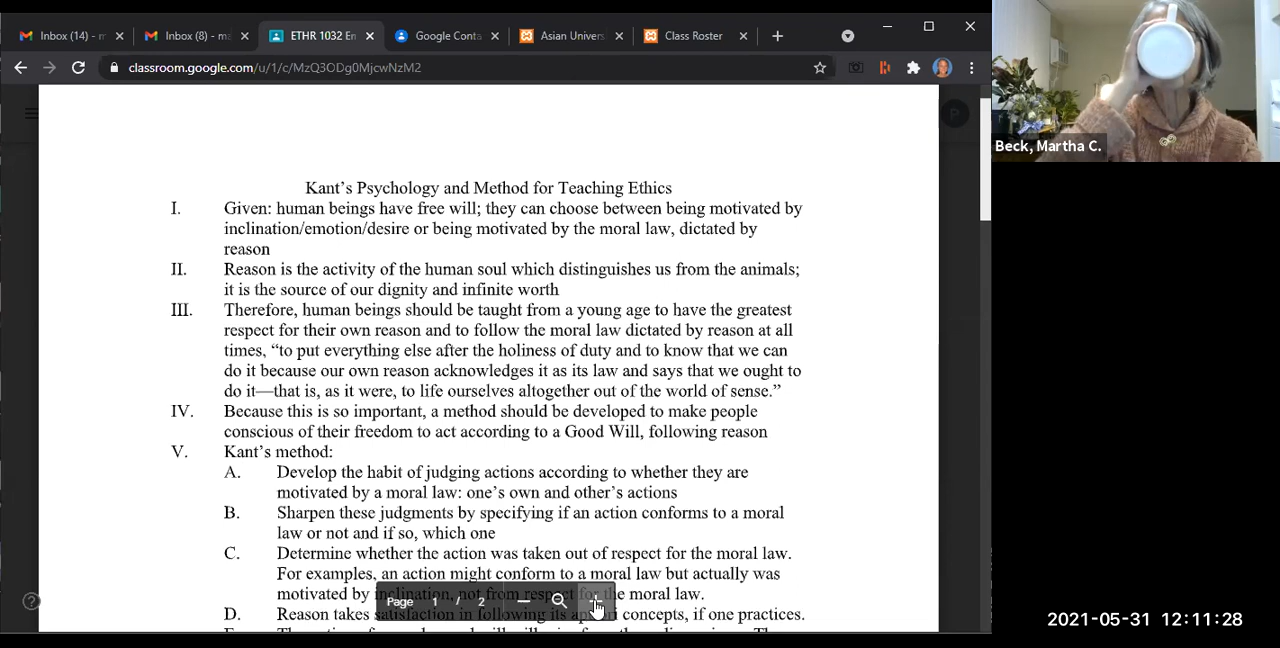 Inbox (14) - m
Inbox (8) - ma
ETHR 1032 En
Google Conta
Asian Univers
Class Roster
classroom.google.com/u/1/c/MzQ3ODg0MjcwNzM2
P
Beck, Martha C.
Kant's Psychology and Method for Teaching Ethics
I. Given: human beings have free will; they can choose between being motivated by
inclination/emotion/desire or being motivated by the moral law, dictated by
reason
II. Reason is the activity of the human soul which distinguishes us from the animals;
it is the source of our dignity and infinite worth
III. Therefore, human beings should be taught from a young age to have the greatest
respect for their own reason and to follow the moral law dictated by reason at all
times, “to put everything else after the holiness of duty and to know that we can
do it because our own reason acknowledges it as its law and says that we ought to
do it—that is, as it were, to life ourselves altogether out of the world of sense.”
IV. Because this is so important, a method should be developed to make people
conscious of their freedom to act according to a Good Will, following reason
V. Kant's method:
A. Develop the habit of judging actions according to whether they are
motivated by a moral law: one's own and other's actions
B. Sharpen these judgments by specifying if an action conforms to a moral
law or not and if so, which one
C. Determine whether the action was taken out of respect for the moral law.
For examples, an action might conform to a moral law but actually was
motivated by inclination, not from respect for the moral law.
D. Reason takes satisfaction in following its a priori concepts, if one practices.
Page 1 / 2
2021-05-31 12:11:28